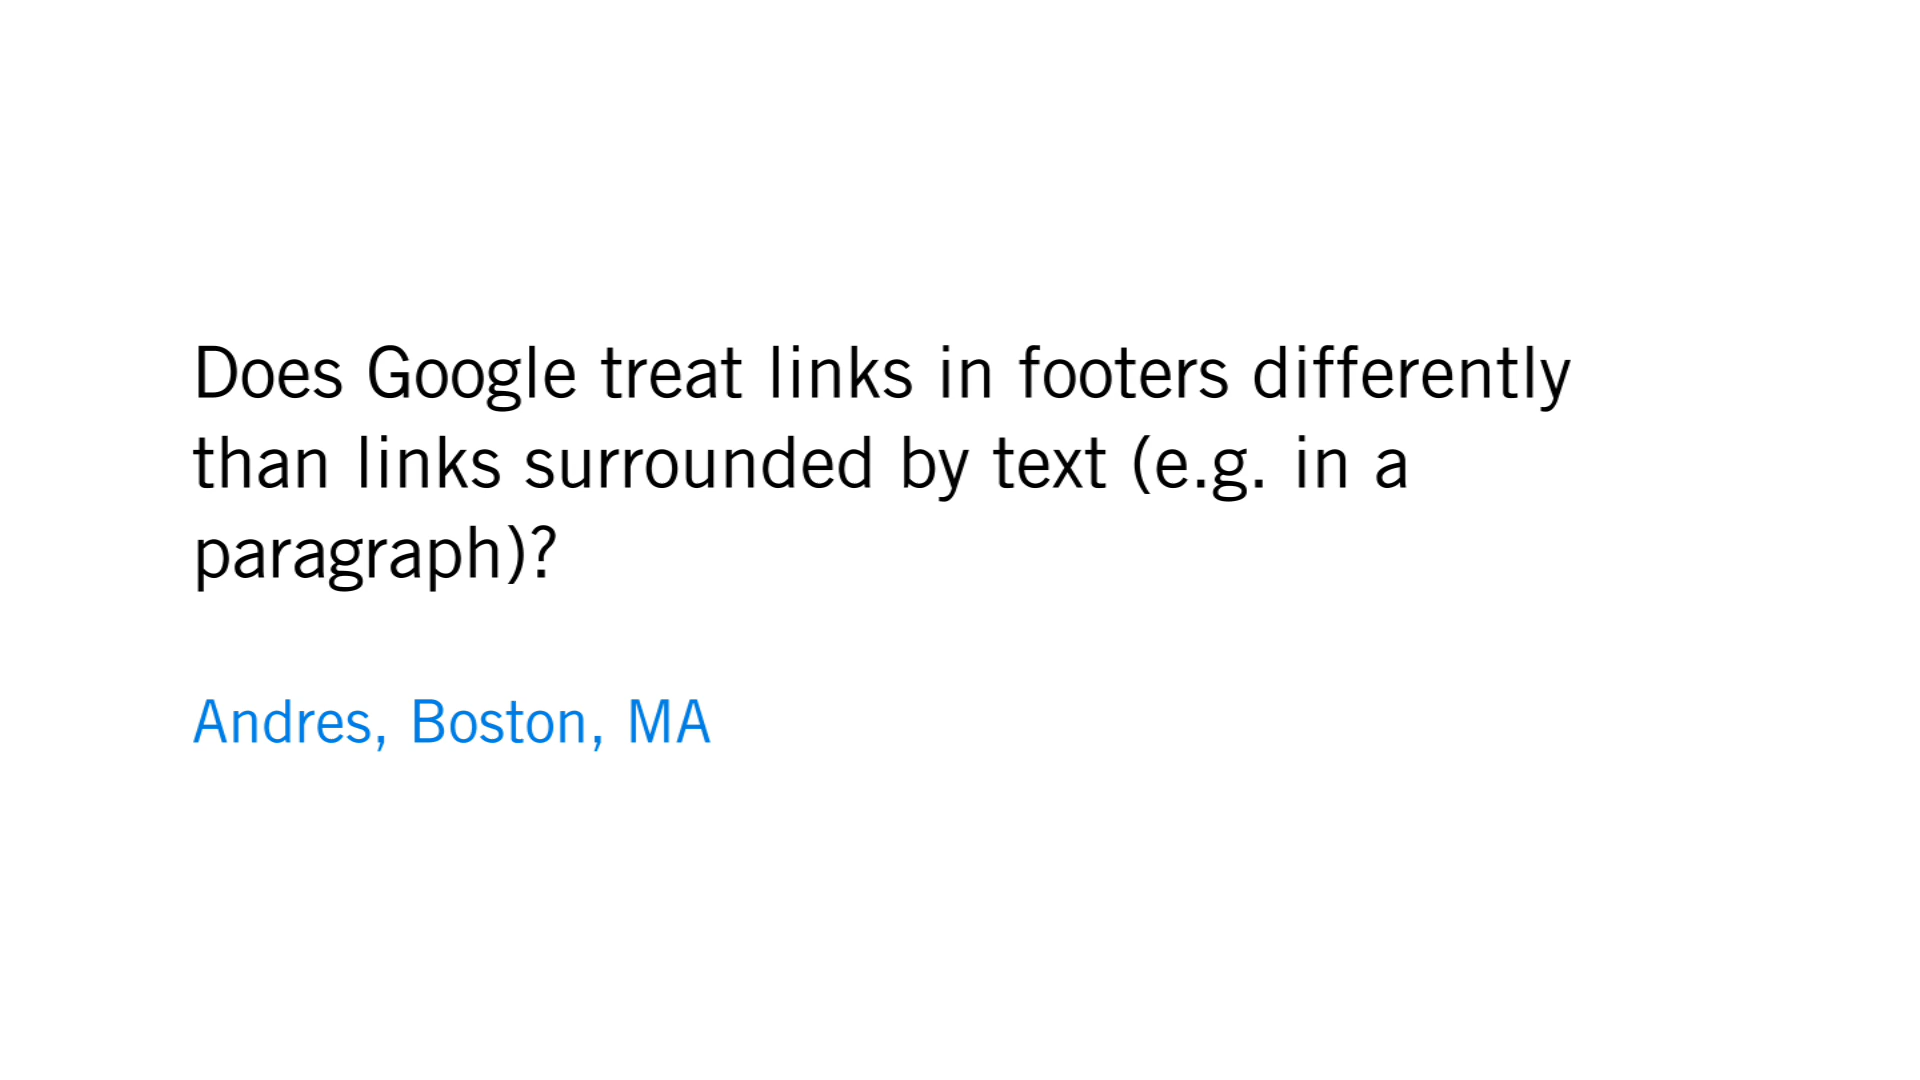 Does Google treat links in footers differently
than links surrounded by text (e.g. in a
paragraph)?
Andres, Boston, MA